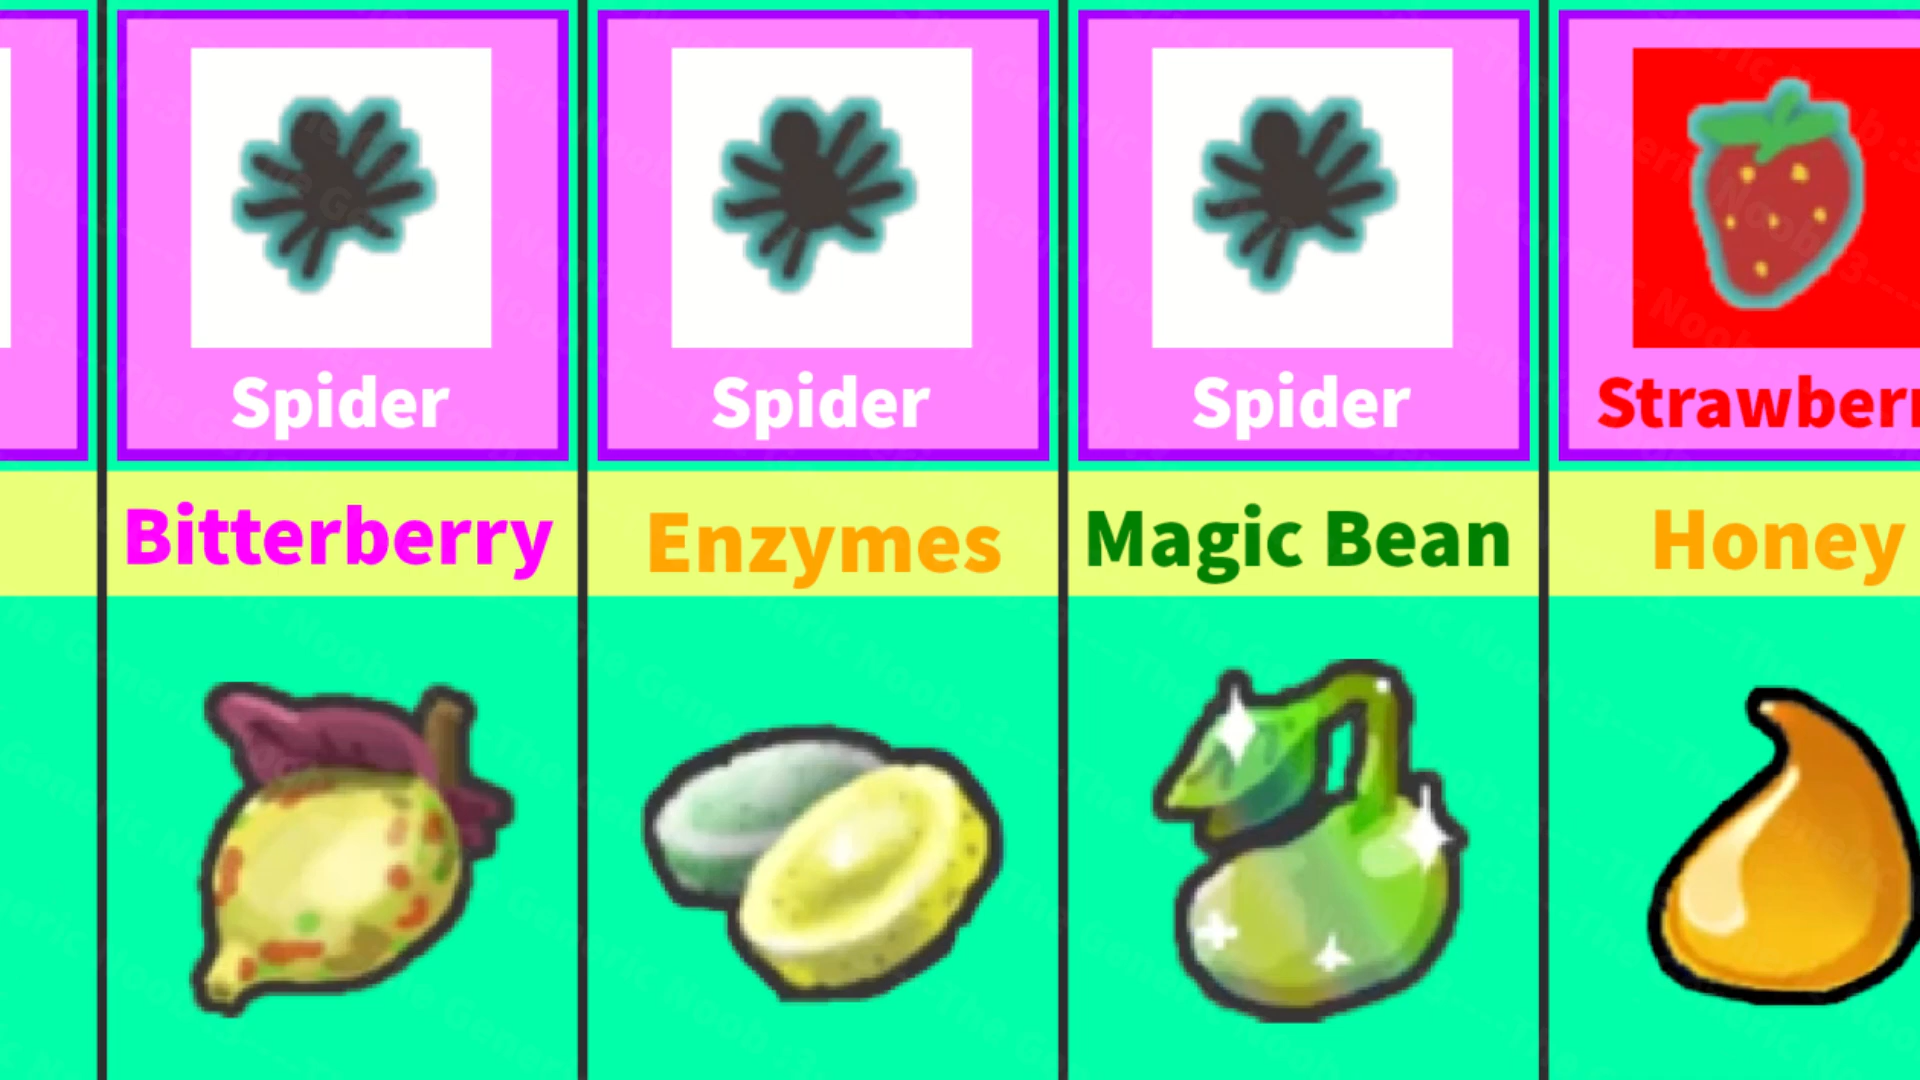 Spider
Spider
Spider
Strawberr
Bitterberry
Enzymes
Magic Bean
Honey